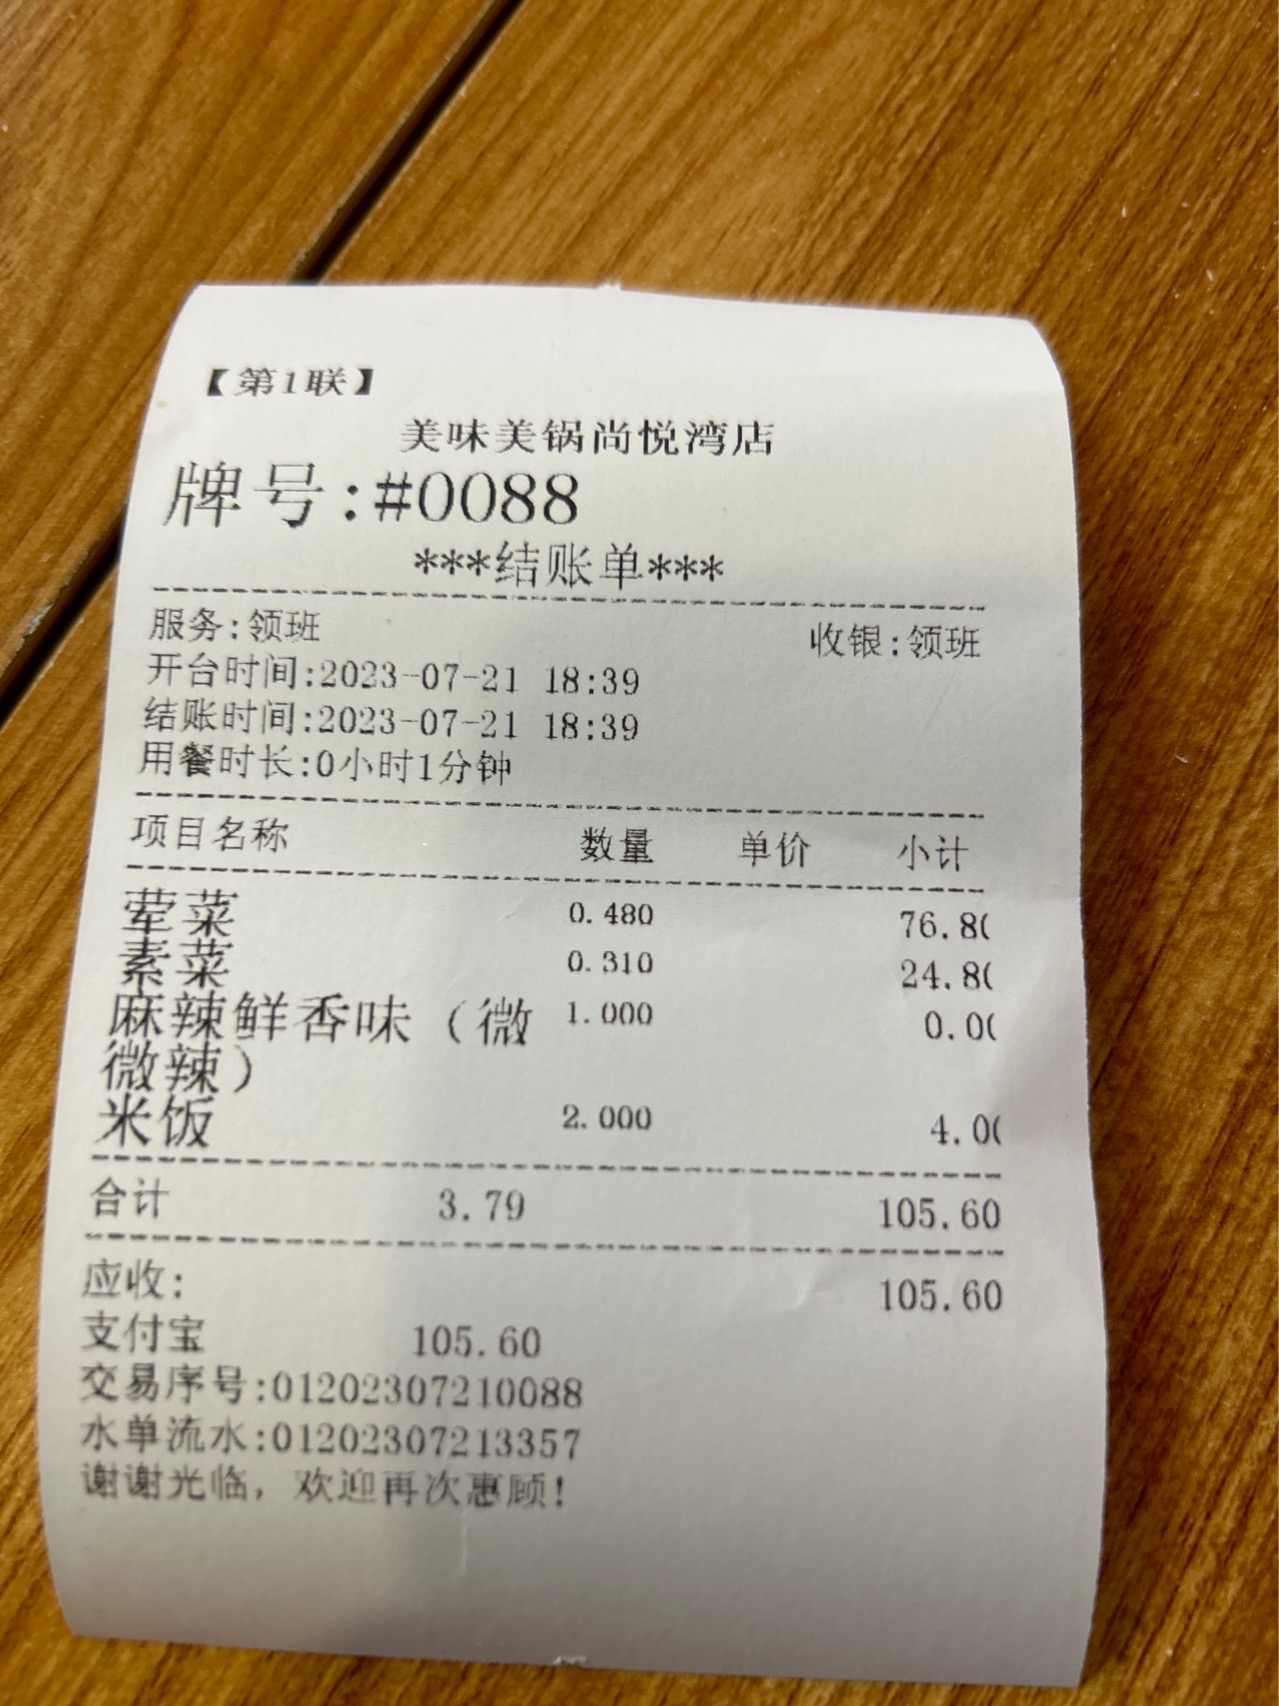 【第1联】
美味美锅尚悦湾店
牌号:#0088
***结账单***
服务:领班 收银:领班
开台时间:2023-07-21 18:39
结账时间:2023-07-21 18:39
用餐时长:0小时1分钟
项目名称 数量 单价 小计
荤菜 0.480 76.80
素菜 0.310 24.80
麻辣鲜香味（微 1.000 0.00
微辣）
米饭 2.000 4.00
合计 3.79 105.60
应收: 105.60
支付宝 105.60
交易序号:01202307210088
水单流水:01202307213357
谢谢光临，欢迎再次惠顾!